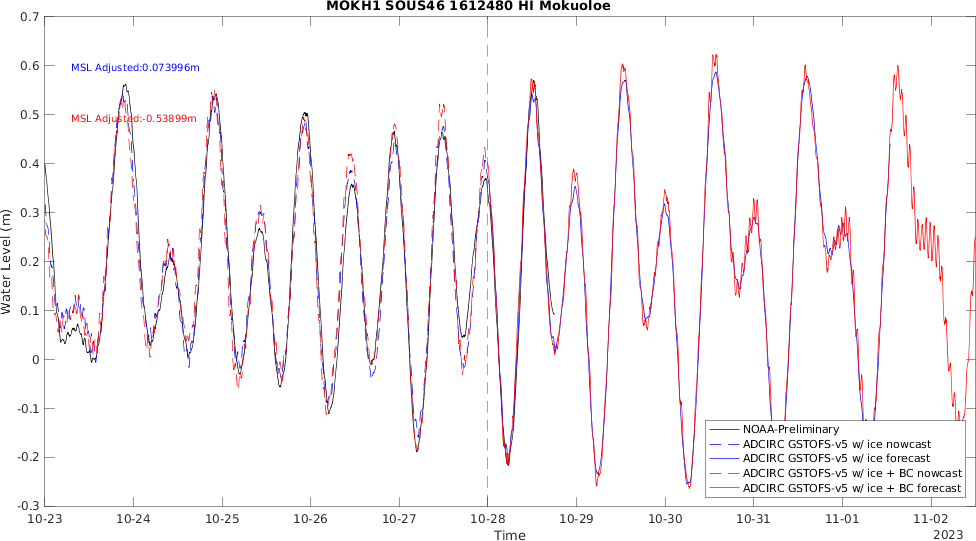 MOKH1 SOUS46 1612480 HI Mokuoloe
0.7
0.6
0.5
0.4
0.3
0.2
0.1
0
-0.1
-0.2
-0.3
Water Level (m)
MSL Adjusted:0.073996m
MSL Adjusted:-0.53899m
NOAA-Preliminary
ADCIRC GSTOFS-v5 w/ ice nowcast
ADCIRC GSTOFS-v5 w/ ice forecast
ADCIRC GSTOFS-v5 w/ ice + BC nowcast
ADCIRC GSTOFS-v5 w/ ice + BC forecast
10-23 10-24 10-25 10-26 10-27 10-28 10-29 10-30 10-31 11-01 11-02
Time
2023